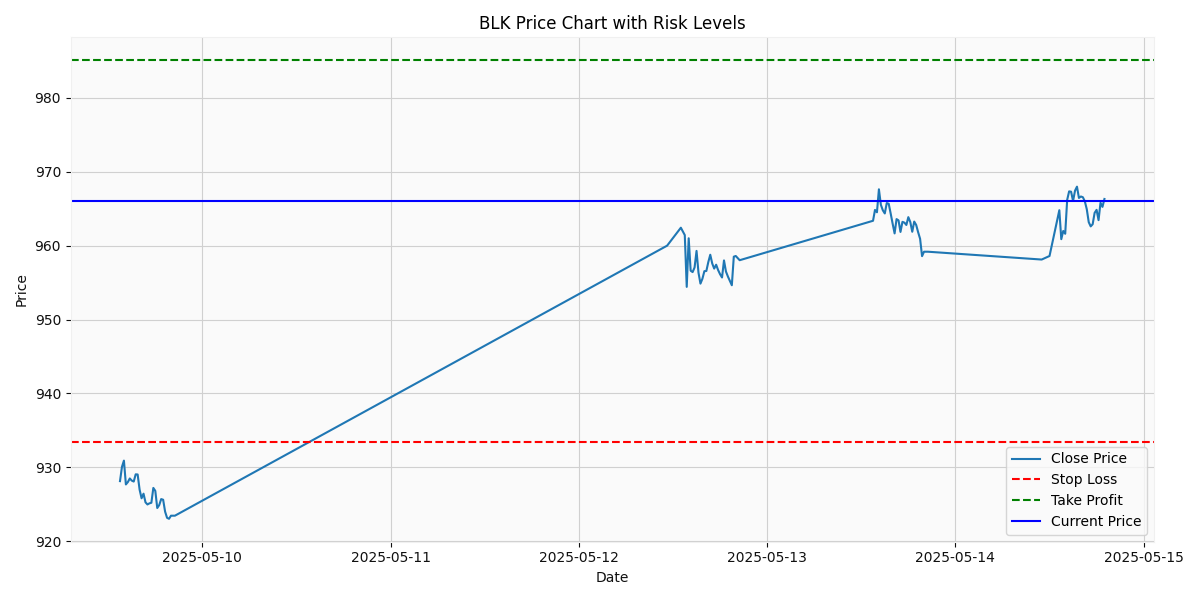 BLK Price Chart with Risk Levels
Price
980
970
960
950
940
930
920
Close Price
Stop Loss
Take Profit
Current Price
2025-05-10
2025-05-11
2025-05-12
2025-05-13
2025-05-14
2025-05-15
Date